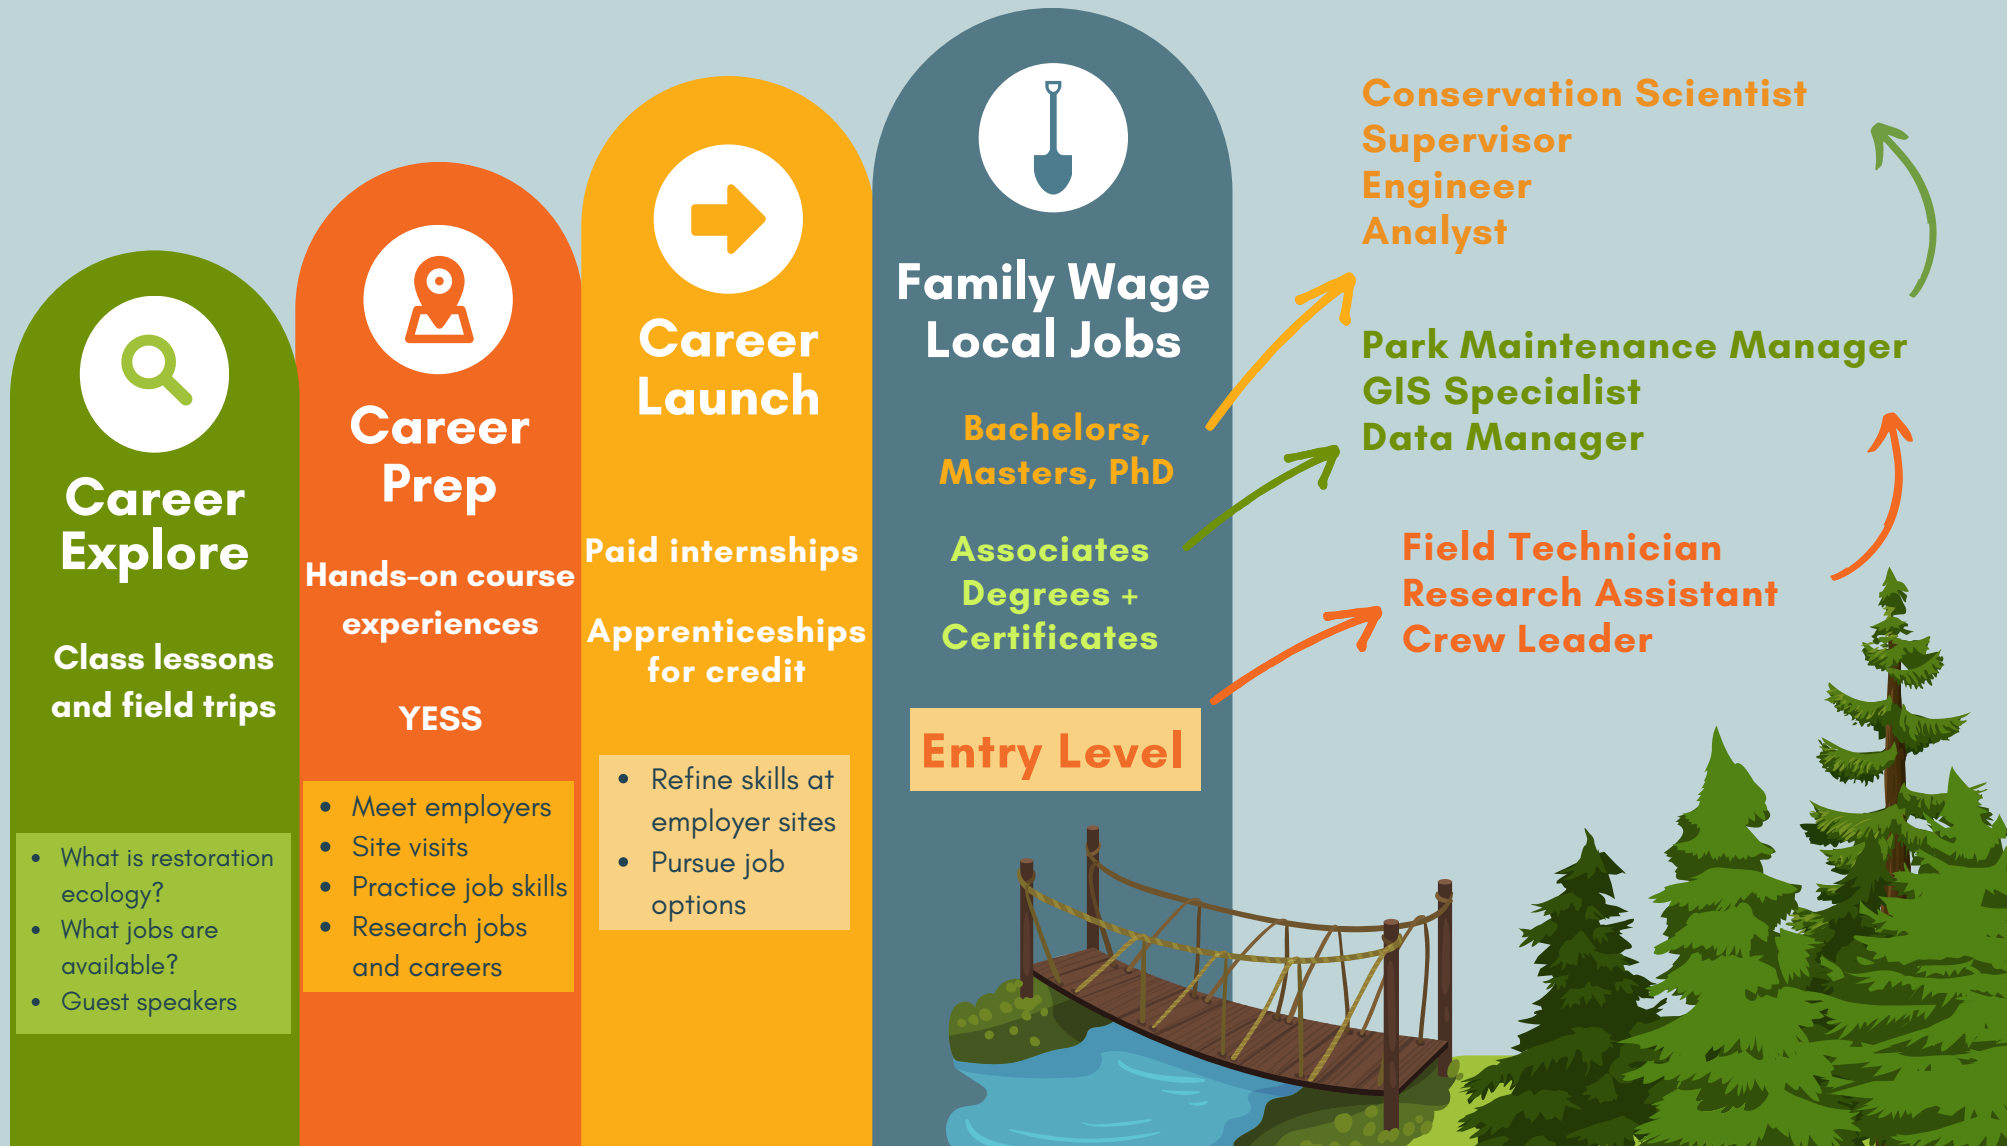 Career
Explore
Class lessons
and field trips
• What is restoration
ecology?
• What jobs are
available?
• Guest speakers
Career
Prep
Hands-on course
experiences
YESS
• Meet employers
• Site visits
• Practice job skills
• Research jobs
and careers
Career
Launch
Paid internships
Apprenticeships
for credit
• Refine skills at
employer sites
• Pursue job
options
Family Wage
Local Jobs
Bachelors,
Masters, PhD
Associates
Degrees +
Certificates
Entry Level
Conservation Scientist
Supervisor
Engineer
Analyst
Park Maintenance Manager
GIS Specialist
Data Manager
Field Technician
Research Assistant
Crew Leader